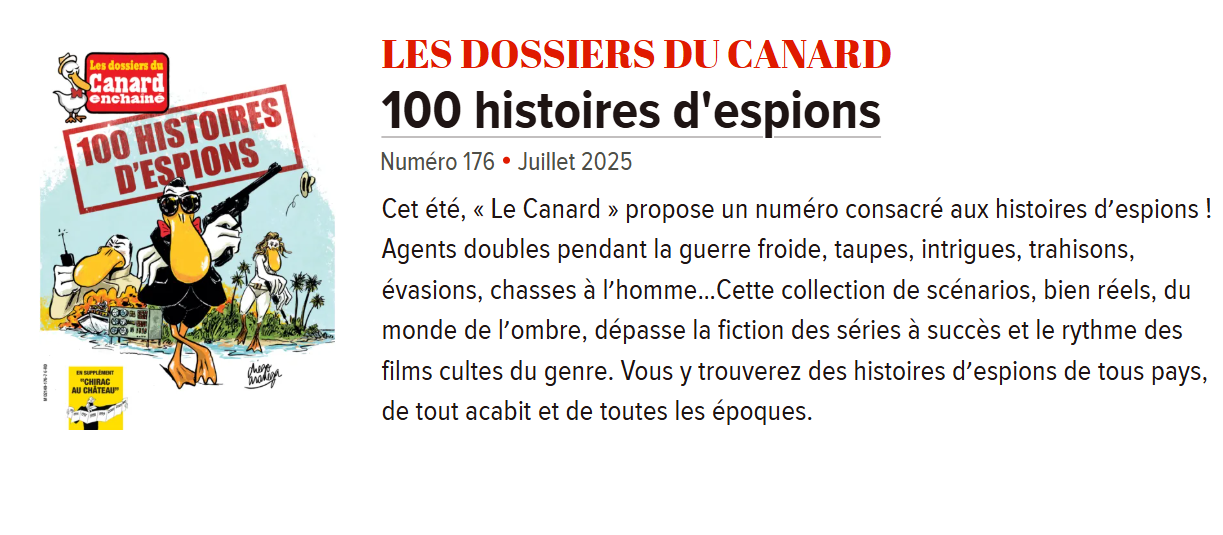 Les dossiers du
Canard
enchaîné
100 HISTOIRES
D'ESPIONS
EN SUPPLÉMENT
"CHIRAC
AU CHÂTEAU"
LES DOSSIERS DU CANARD
100 histoires d'espions
Numéro 176 • Juillet 2025
Cet été, « Le Canard » propose un numéro consacré aux histoires d’espions !
Agents doubles pendant la guerre froide, taupes, intrigues, trahisons,
évasions, chasses à l’homme...Cette collection de scénarios, bien réels, du
monde de l’ombre, dépasse la fiction des séries à succès et le rythme des
films cultes du genre. Vous y trouverez des histoires d’espions de tous pays,
de tout acabit et de toutes les époques.